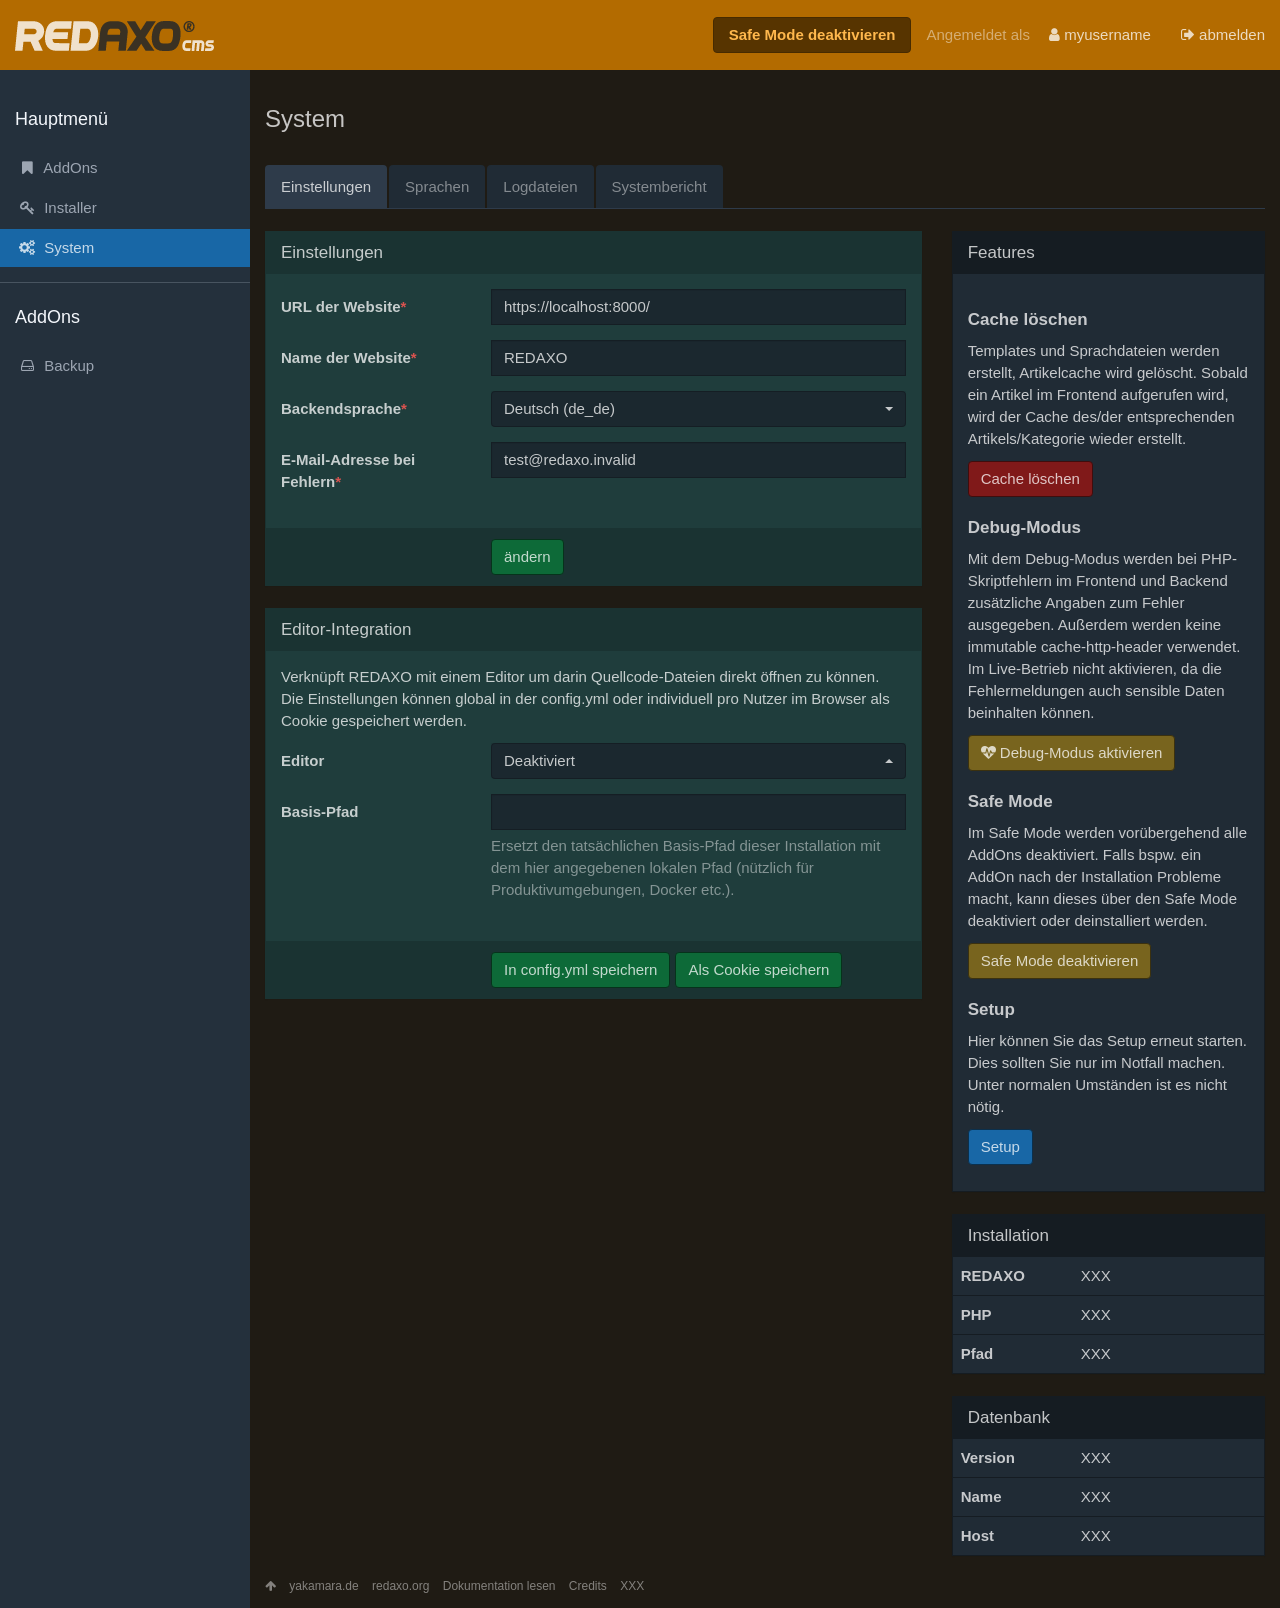 REDAXO® cms
Safe Mode deaktivieren
Angemeldet als myusername abmelden
Hauptmenü
AddOns
Installer
System
AddOns
Backup
System
Einstellungen Sprachen Logdateien Systembericht
Einstellungen
URL der Website* https://localhost:8000/
Name der Website* REDAXO
Backendsprache* Deutsch (de_de)
E-Mail-Adresse bei
Fehlern*
test@redaxo.invalid
ändern
Editor-Integration
Verknüpft REDAXO mit einem Editor um darin Quellcode-Dateien direkt öffnen zu können.
Die Einstellungen können global in der config.yml oder individuell pro Nutzer im Browser als
Cookie gespeichert werden.
Editor Deaktiviert
Basis-Pfad
Ersetzt den tatsächlichen Basis-Pfad dieser Installation mit
dem hier angegebenen lokalen Pfad (nützlich für
Produktivumgebungen, Docker etc.).
In config.yml speichern Als Cookie speichern
Features
Cache löschen
Templates und Sprachdateien werden
erstellt, Artikelcache wird gelöscht. Sobald
ein Artikel im Frontend aufgerufen wird,
wird der Cache des/der entsprechenden
Artikels/Kategorie wieder erstellt.
Cache löschen
Debug-Modus
Mit dem Debug-Modus werden bei PHP-
Skriptfehlern im Frontend und Backend
zusätzliche Angaben zum Fehler
ausgegeben. Außerdem werden keine
immutable cache-http-header verwendet.
Im Live-Betrieb nicht aktivieren, da die
Fehlermeldungen auch sensible Daten
beinhalten können.
Debug-Modus aktivieren
Safe Mode
Im Safe Mode werden vorübergehend alle
AddOns deaktiviert. Falls bspw. ein
AddOn nach der Installation Probleme
macht, kann dieses über den Safe Mode
deaktiviert oder deinstalliert werden.
Safe Mode deaktivieren
Setup
Hier können Sie das Setup erneut starten.
Dies sollten Sie nur im Notfall machen.
Unter normalen Umständen ist es nicht
nötig.
Setup
Installation
REDAXO XXX
PHP XXX
Pfad XXX
Datenbank
Version XXX
Name XXX
Host XXX
yakamara.de redaxo.org Dokumentation lesen Credits XXX